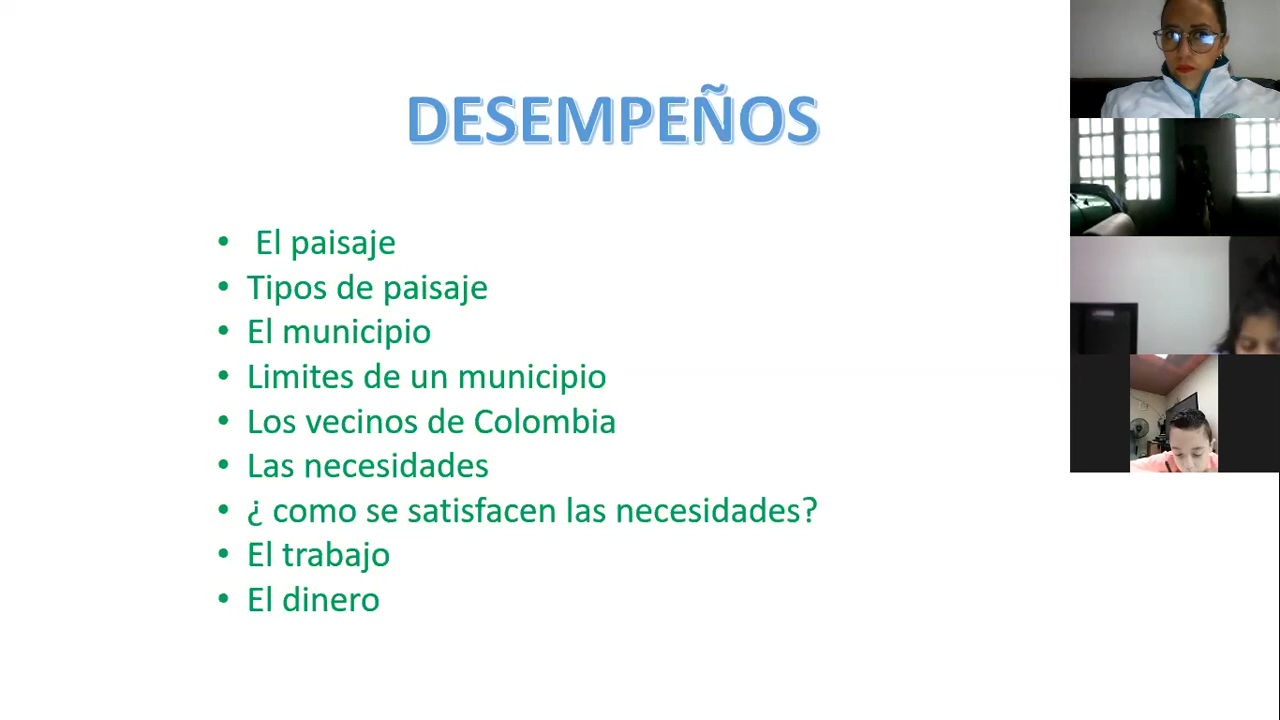 DESEMPEÑOS
• El paisaje
• Tipos de paisaje
• El municipio
• Limites de un municipio
• Los vecinos de Colombia
• Las necesidades
• ¿ como se satisfacen las necesidades?
• El trabajo
• El dinero